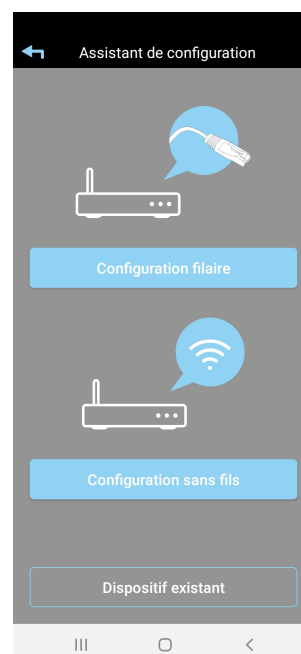 Assistant de configuration
Configuration filaire
Configuration sans fils
Dispositif existant